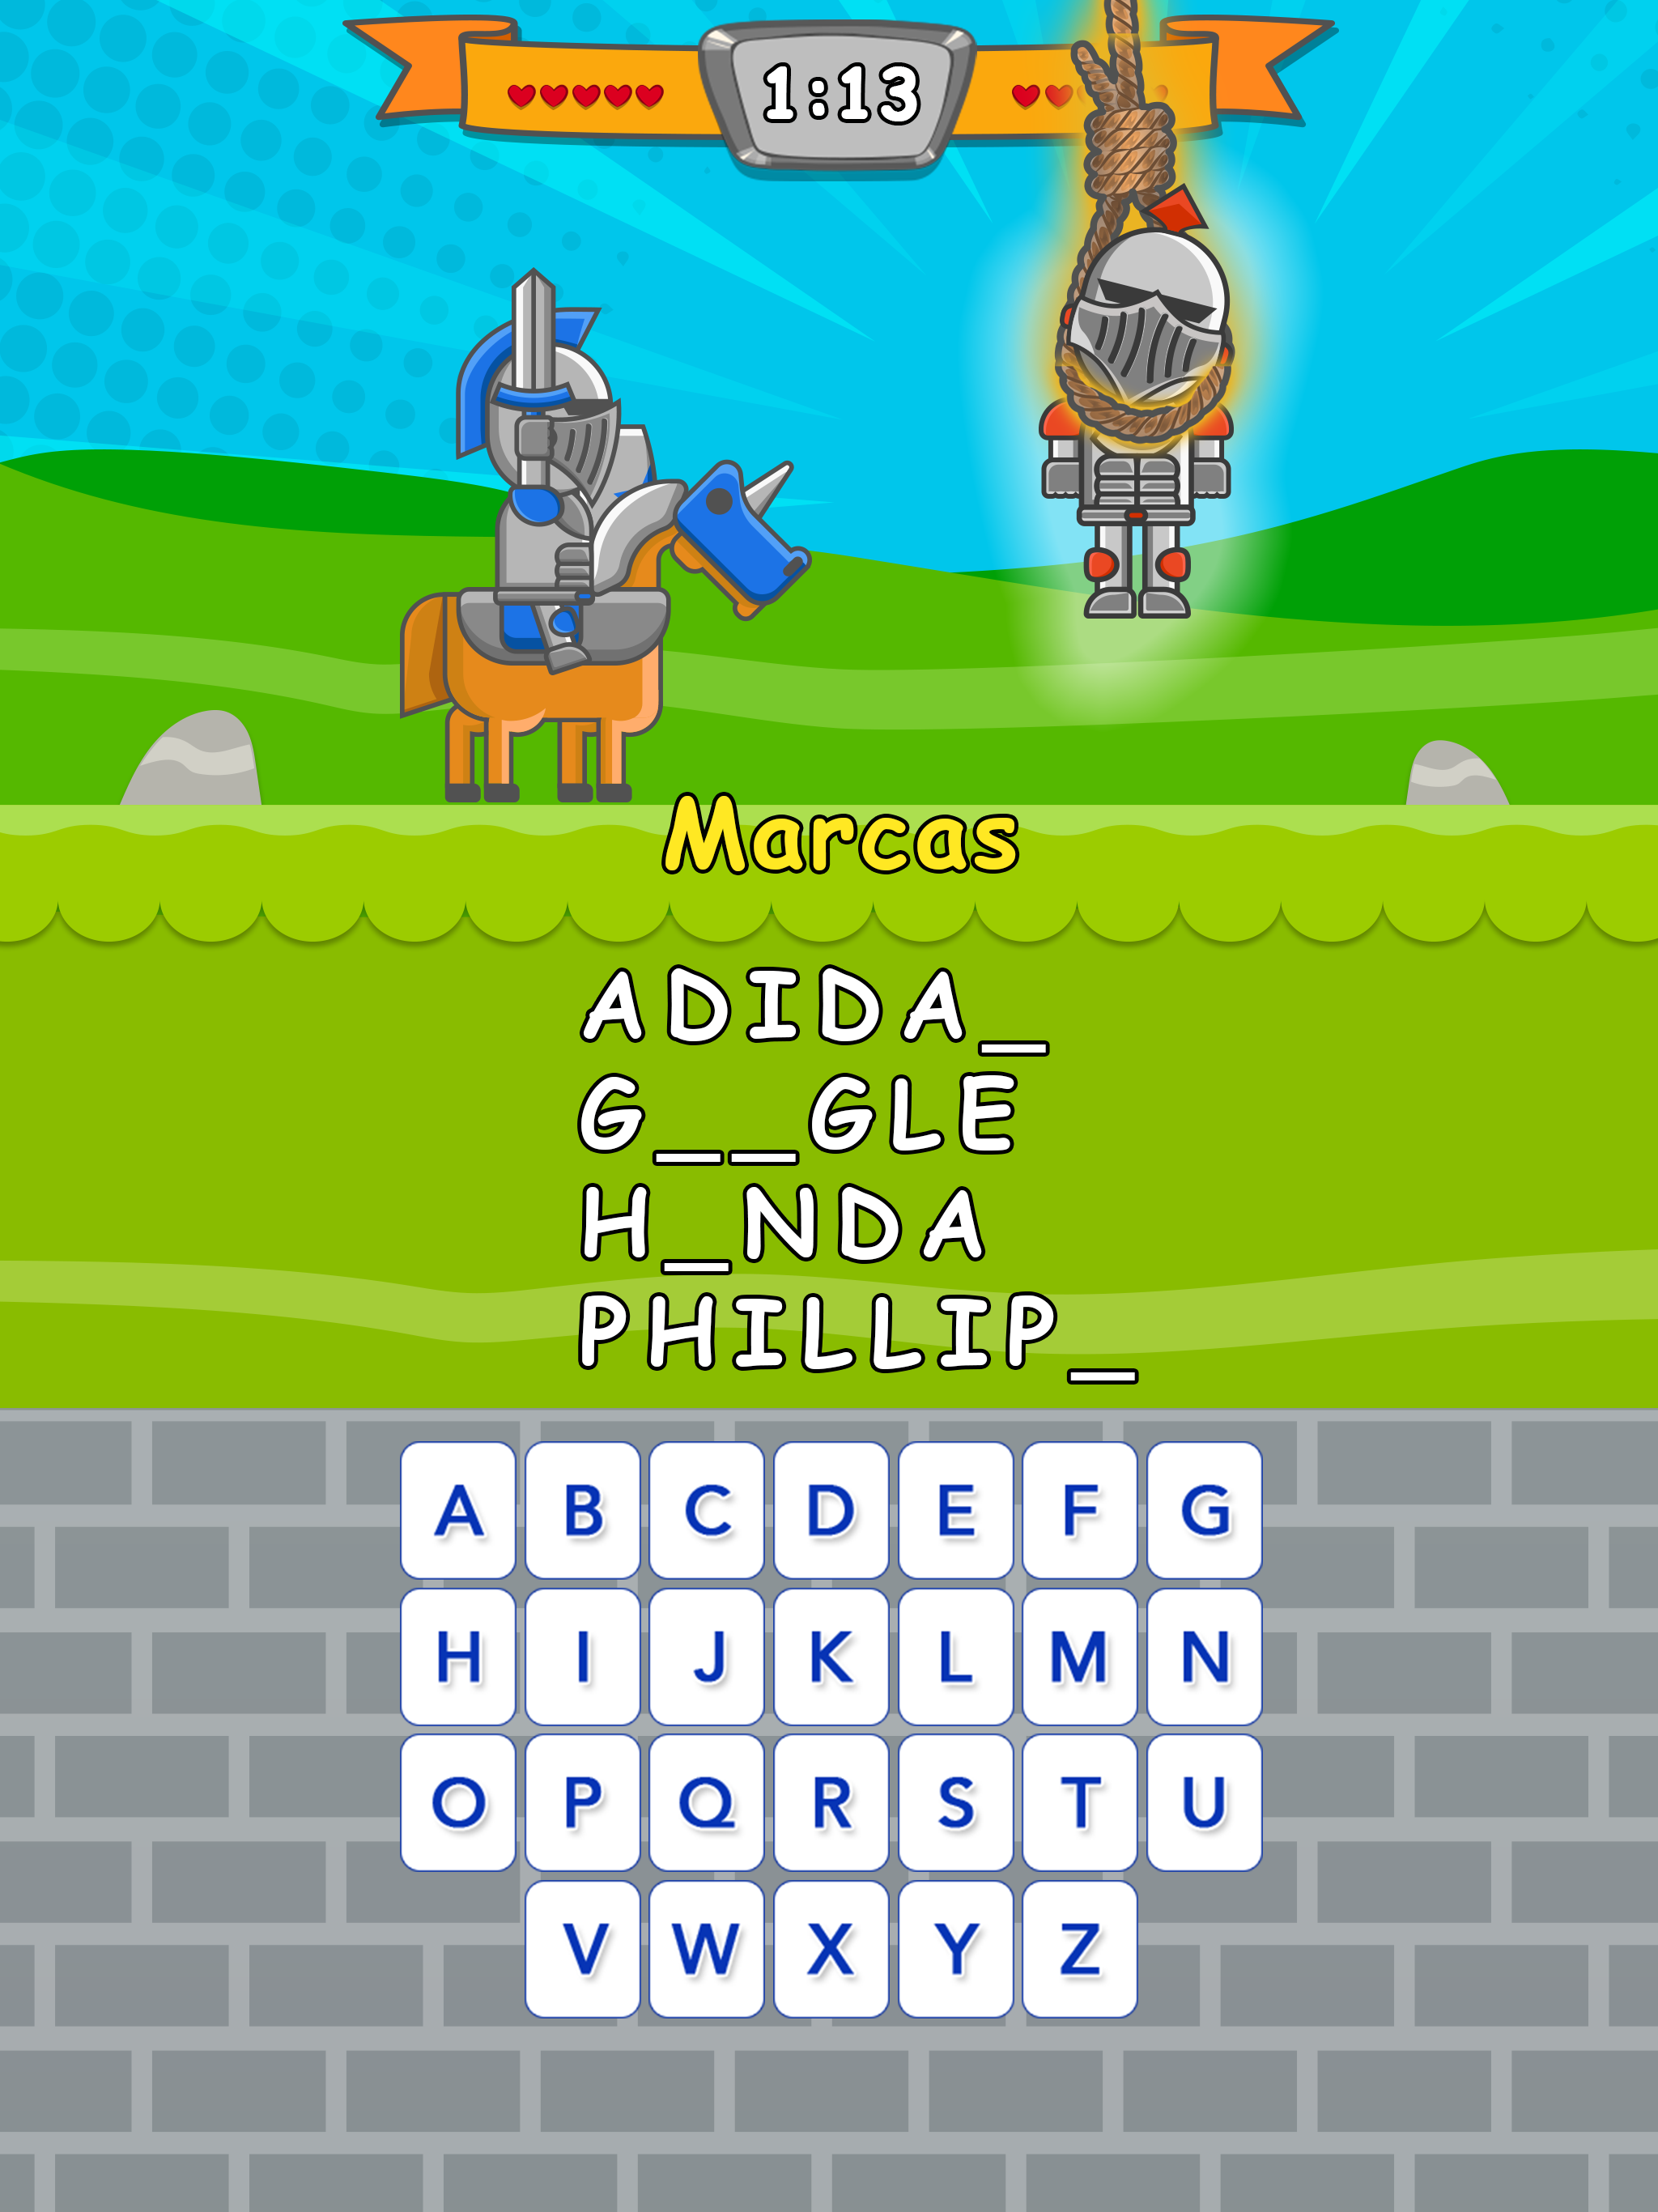 1:13
Marcas
ADIDA_
G__GLE
H_NDA
PHILLIP_
A B C D E F G
H I J K L M N
O P Q R S T U
V W X Y Z